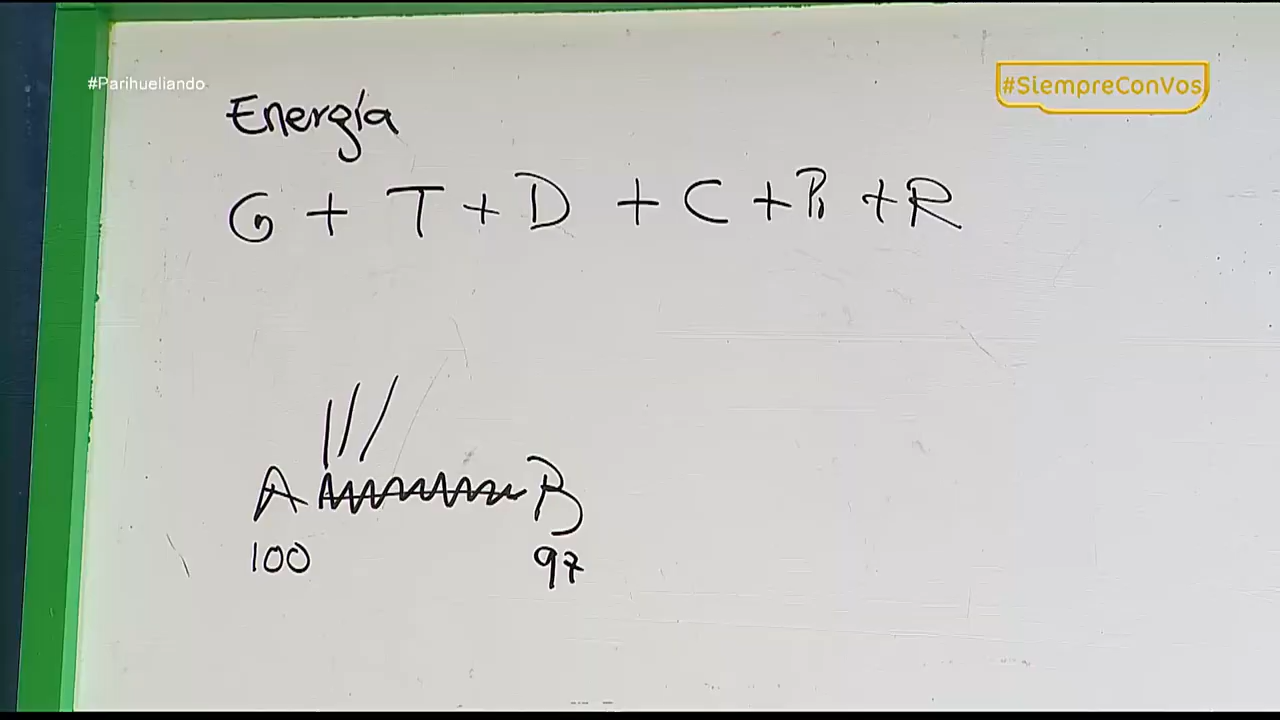 #Parihueliando
#SiempreConVos
Energía
G + T + D + C + Pi + R
A B
100 97